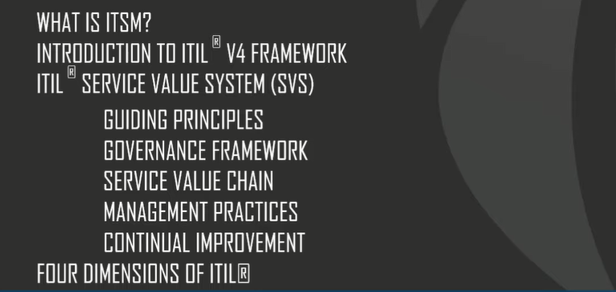 WHAT IS ITSM?
INTRODUCTION TO ITIL® V4 FRAMEWORK
ITIL® SERVICE VALUE SYSTEM (SVS)
GUIDING PRINCIPLES
GOVERNANCE FRAMEWORK
SERVICE VALUE CHAIN
MANAGEMENT PRACTICES
CONTINUAL IMPROVEMENT
FOUR DIMENSIONS OF ITIL®